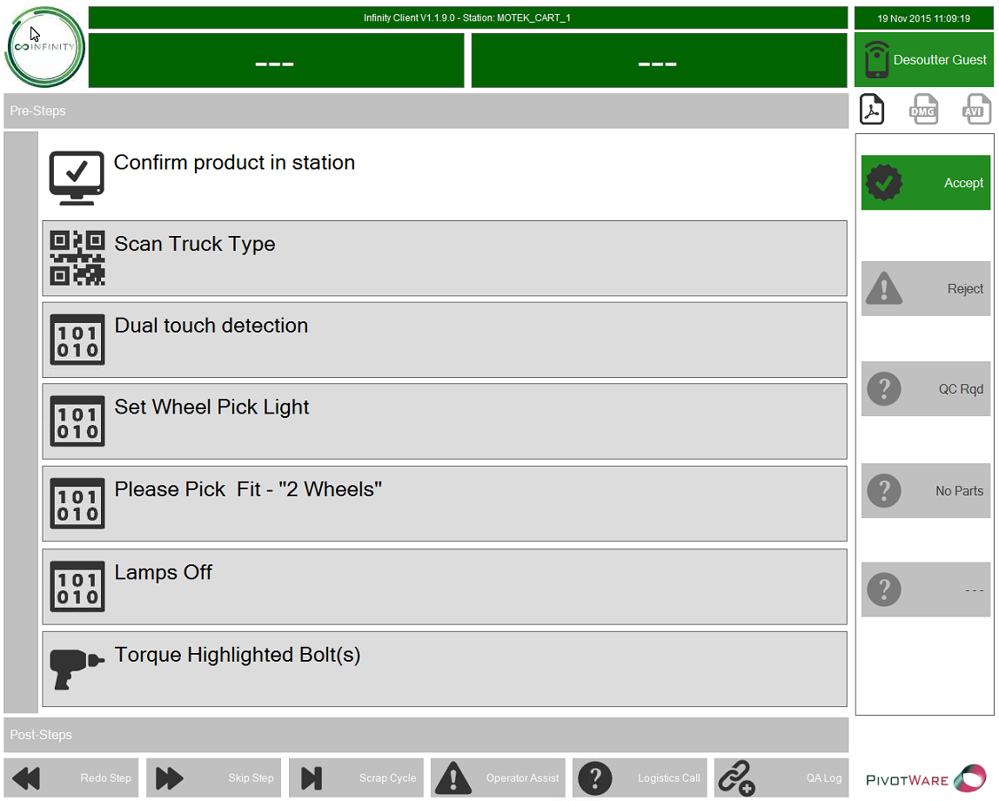 Infinity Client V1.1.9.0 - Station: MOTEK_CART_1
19 Nov 2015 11:09:19
INFINITY
---
---
Desoutter Guest
Pre-Steps
DMG
AVI
Confirm product in station
Accept
Scan Truck Type
Reject
Dual touch detection
101
010
Set Wheel Pick Light
101
010
QC Rqd
Please Pick  Fit - "2 Wheels"
101
010
No Parts
Lamps Off
101
010
---
Torque Highlighted Bolt(s)
Post-Steps
Redo Step
Skip Step
Scrap Cycle
Operator Assist
Logistics Call
QA Log
PIVOTWARE